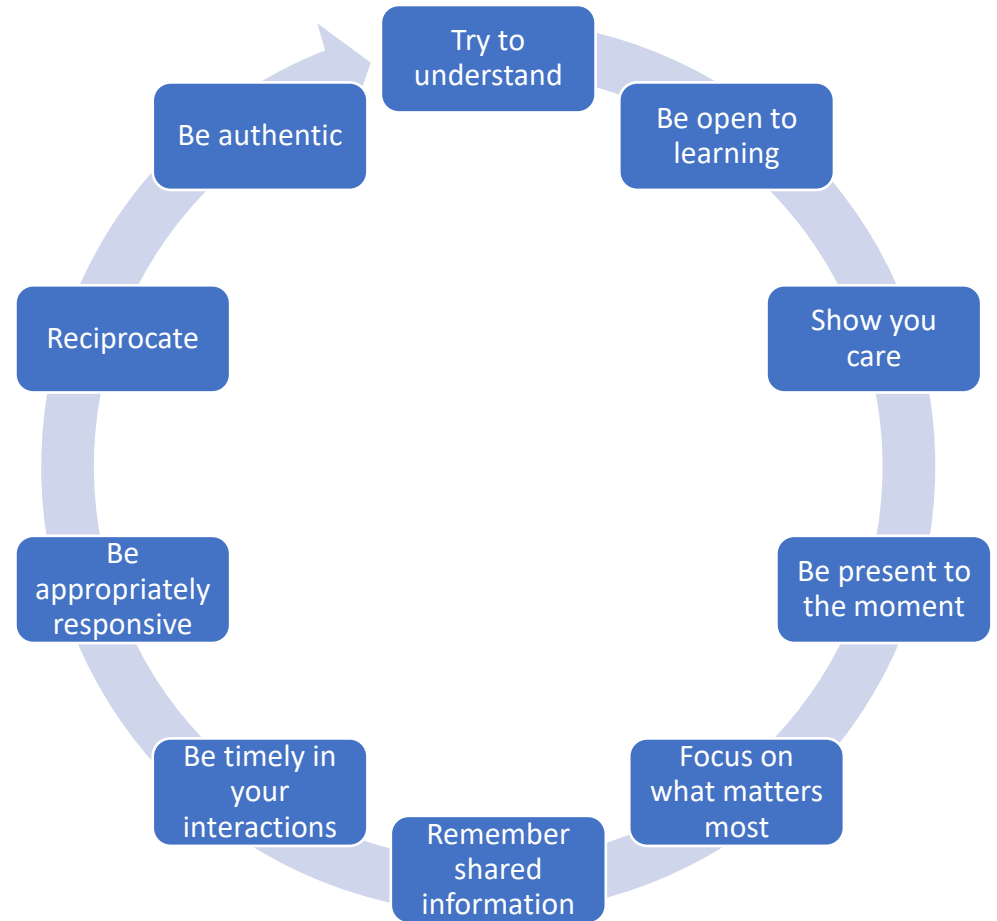 Try to
understand
Be open to
learning
Show you
care
Be present to
the moment
Focus on
what matters
most
Remember
shared
information
Be timely in
your
interactions
Be
appropriately
responsive
Reciprocate
Be authentic